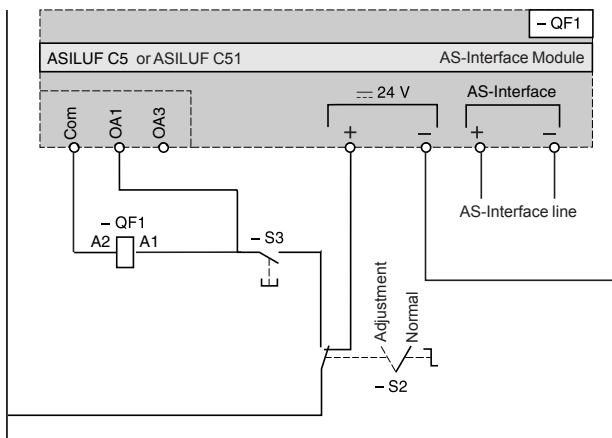 – QF1
ASILUF C5 or ASILUF C51 AS-Interface Module
Com OA1 OA3
⎓ 24 V AS-Interface
+ – + –
AS-Interface line
– QF1
A2 A1
– S3
Adjustment
Normal
– S2